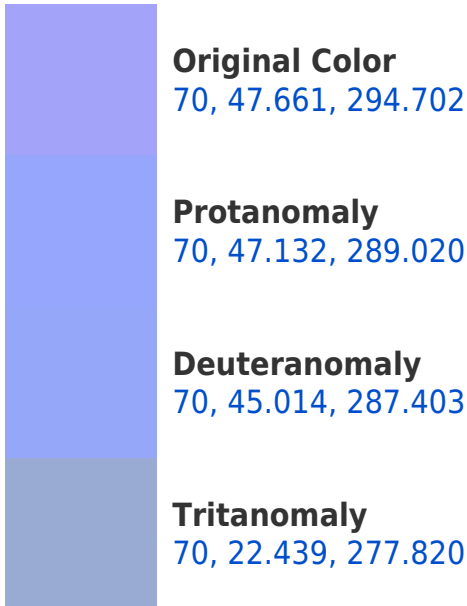 Original Color
70, 47.661, 294.702
Protanomaly
70, 47.132, 289.020
Deuteranomaly
70, 45.014, 287.403
Tritanomaly
70, 22.439, 277.820